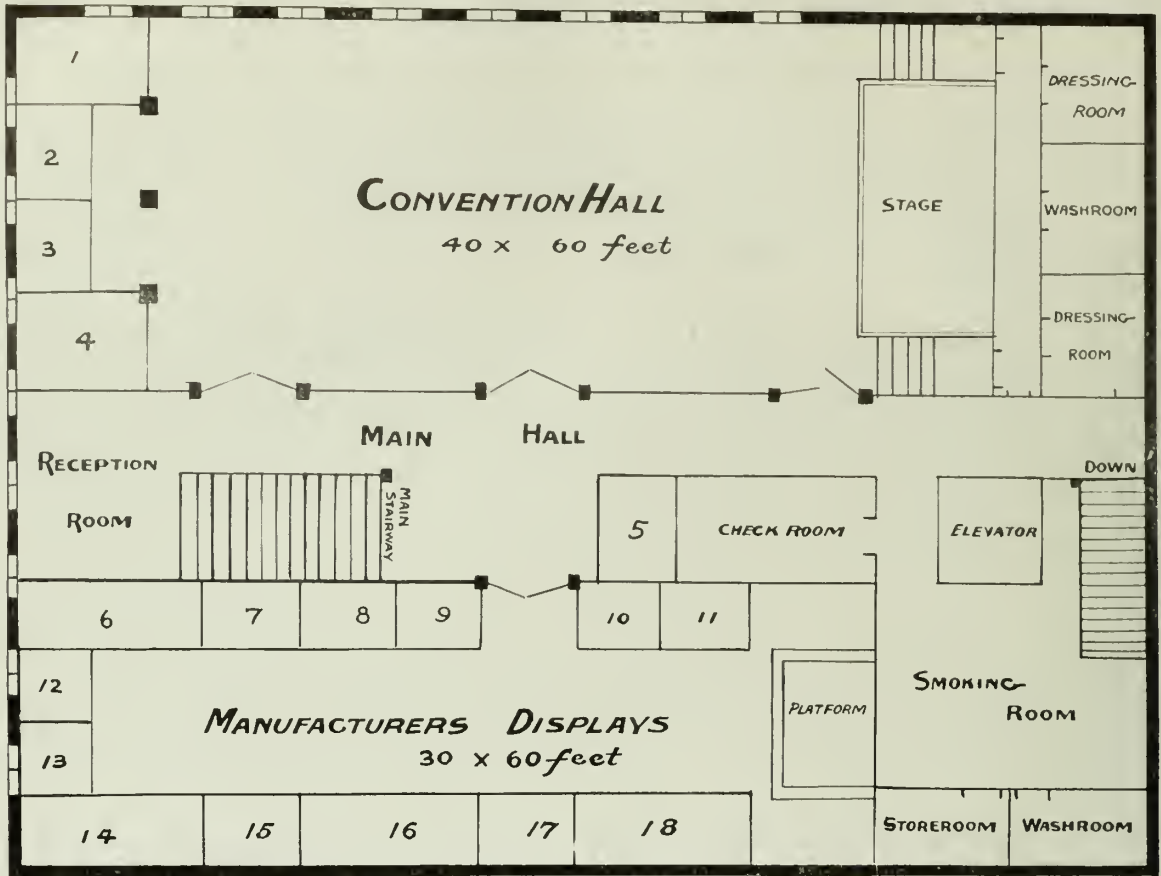 1
2
3
4
CONVENTION HALL
40 x 60 feet
STAGE
DRESSING
ROOM
WASHROOM
DRESSING
ROOM
MAIN HALL
RECEPTION
ROOM
MAIN
STAIRWAY
5
CHECK ROOM
ELEVATOR
DOWN
6
7
8
9
10
11
12
13
MANUFACTURERS DISPLAYS
30 x 60 feet
PLATFORM
SMOKING
ROOM
14
15
16
17
18
STOREROOM
WASHROOM